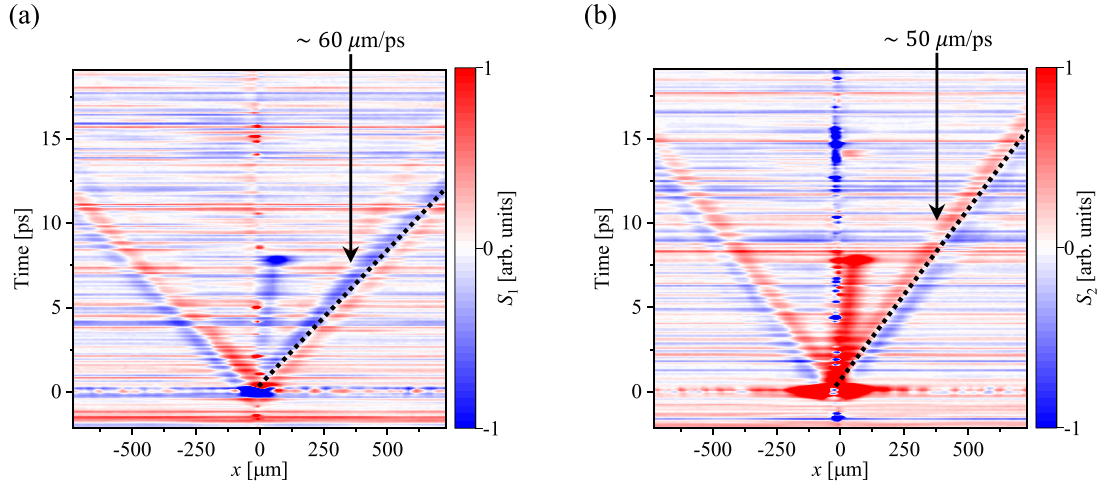 (a)
~ 60 μm/ps
Time [ps]
15
10
5
0
-500
-250
0
250
500
x [μm]
1
0
-1
S1 [arb. units]
(b)
~ 50 μm/ps
Time [ps]
15
10
5
0
-500
-250
0
250
500
x [μm]
1
0
-1
S2 [arb. units]